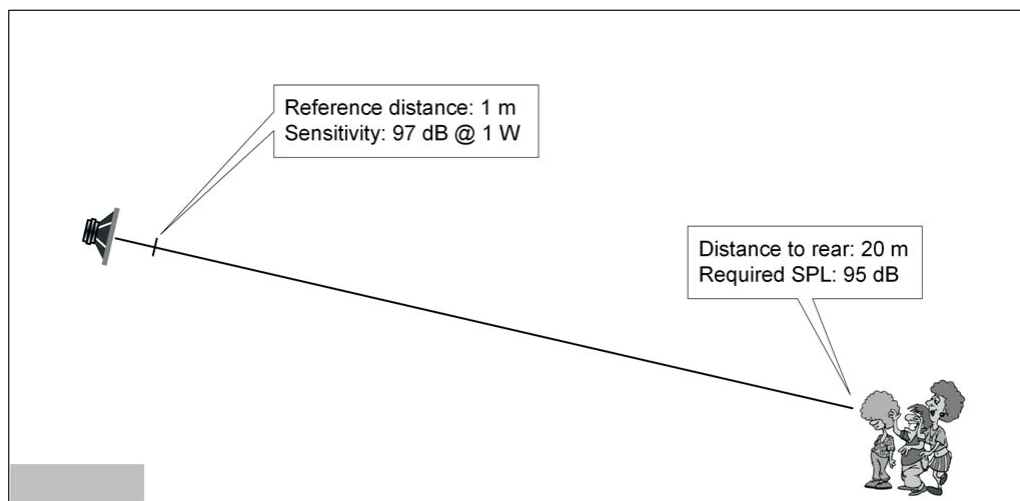 Reference distance: 1 m
Sensitivity: 97 dB @ 1 W
Distance to rear: 20 m
Required SPL: 95 dB